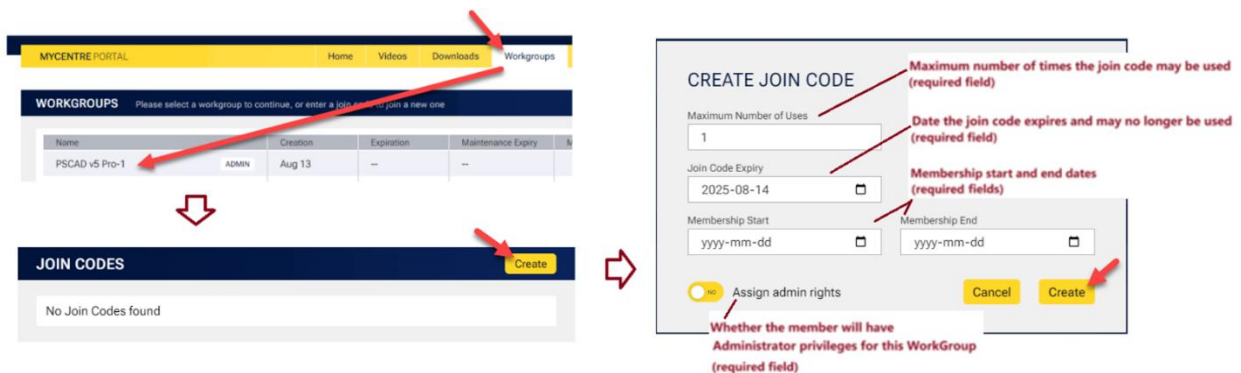 MYCENTRE PORTAL
Home Videos Downloads Workgroups
WORKGROUPS Please select a workgroup to continue, or enter a join code to join a new one
Name Creation Expiration Maintenance Expiry M
PSCAD v5 Pro-1 ADMIN Aug 13 -- --
JOIN CODES Create
No Join Codes found
CREATE JOIN CODE
Maximum number of times the join code may be used
(required field)
Maximum Number of Uses
1
Date the join code expires and may no longer be used
(required field)
Join Code Expiry
2025-08-14
Membership start and end dates
(required fields)
Membership Start Membership End
yyyy-mm-dd yyyy-mm-dd
NO Assign admin rights Cancel Create
Whether the member will have
Administrator privileges for this WorkGroup
(required field)